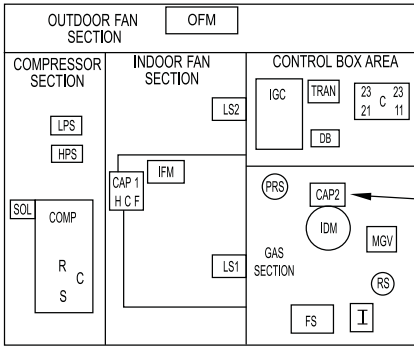 OUTDOOR FAN
SECTION
OFM
COMPRESSOR
SECTION
LPS
HPS
SOL
COMP
R
C
S
INDOOR FAN
SECTION
LS2
IFM
CAP 1
H C F
LS1
CONTROL BOX AREA
IGC
TRAN
23 23
C
21 11
DB
PRS
CAP2
IDM
MGV
GAS
SECTION
RS
FS
I